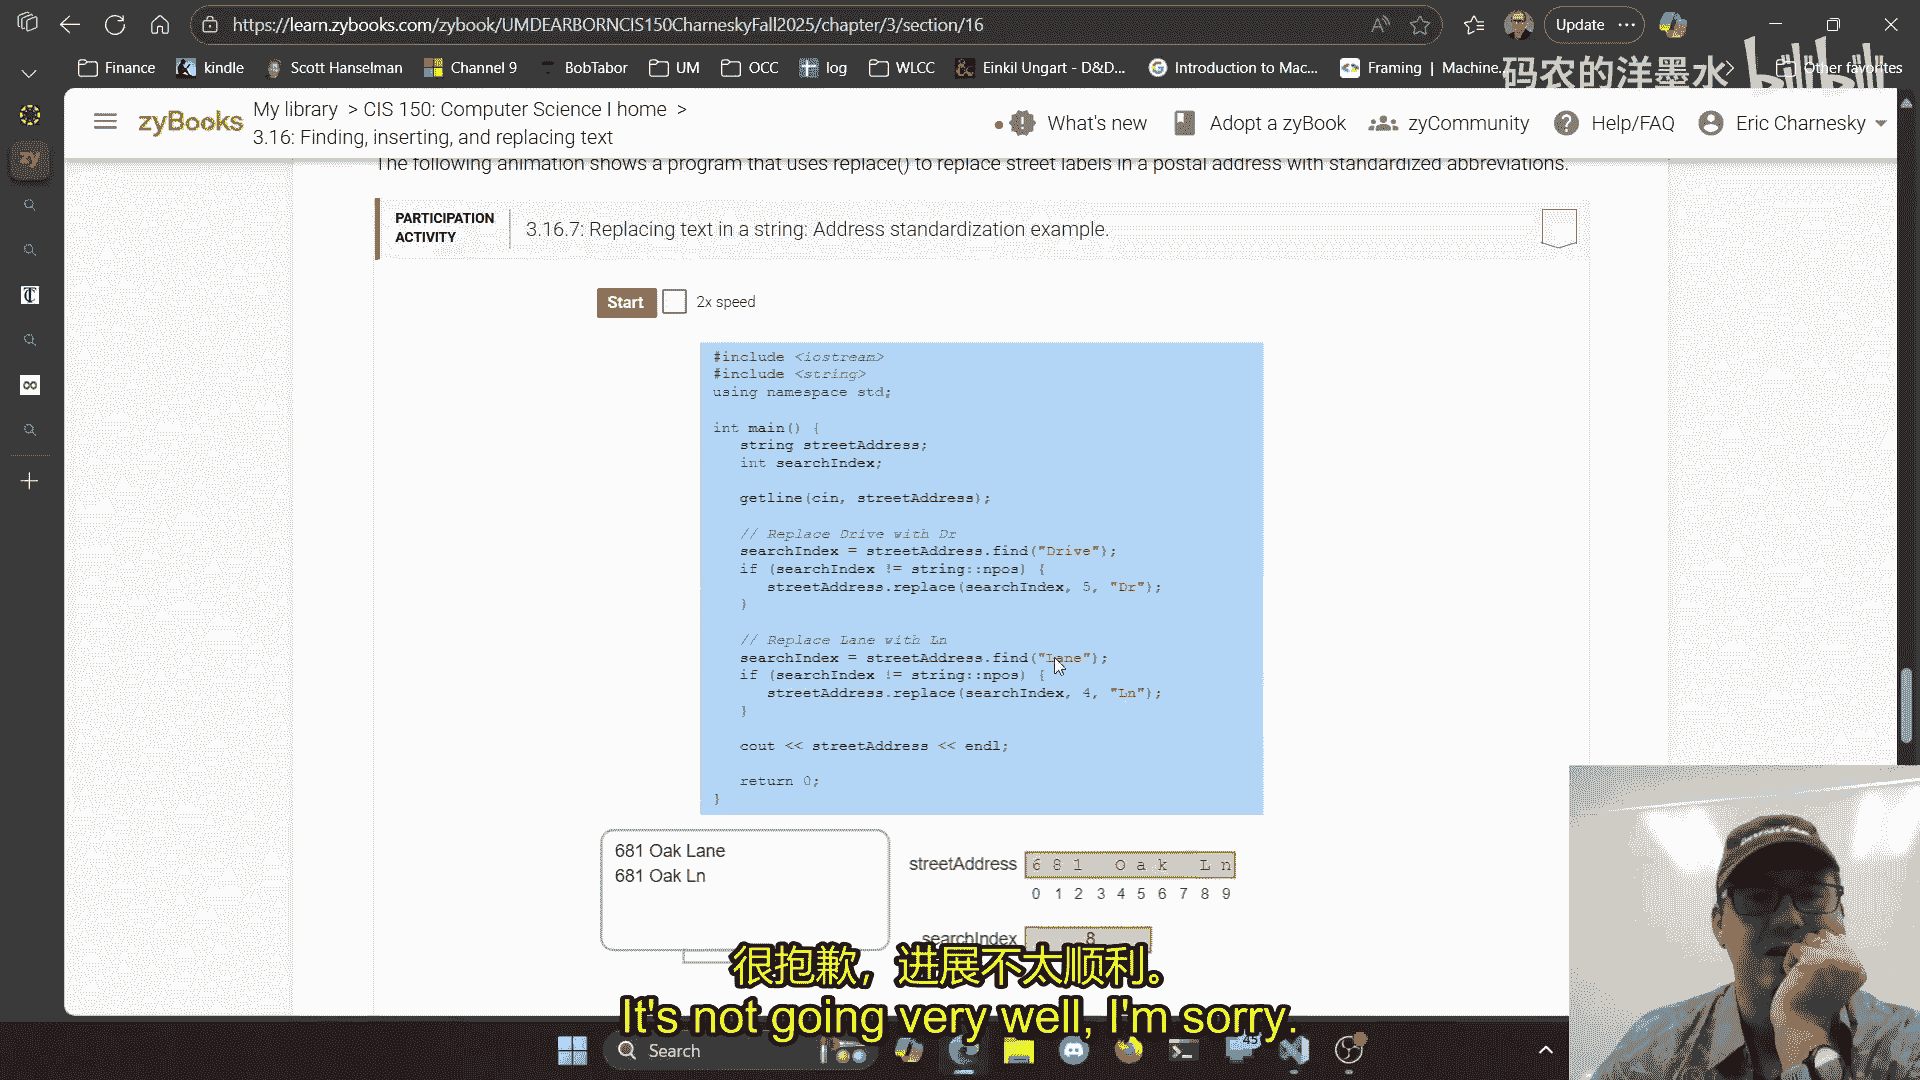 https://learn.zybooks.com/zybook/UMDEARBORNCIS150CharneskyFall2025/chapter/3/section/16
Update
Finance
kindle
Scott Hanselman
Channel 9
BobTabor
UM
OCC
log
WLCC
Einkil Ungart - D&D...
Introduction to Mac...
Framing | Machine...
Other favorites
码农的洋墨水
bilibili
zyBooks
My library > CIS 150: Computer Science I home >
3.16: Finding, inserting, and replacing text
What's new
Adopt a zyBook
zyCommunity
Help/FAQ
Eric Charnesky
The following animation shows a program that uses replace() to replace street labels in a postal address with standardized abbreviations.
PARTICIPATION
ACTIVITY
3.16.7: Replacing text in a string: Address standardization example.
Start
2x speed
#include <iostream>
#include <string>
using namespace std;
int main() {
string streetAddress;
int searchIndex;
getline(cin, streetAddress);
// Replace Drive with Dr
searchIndex = streetAddress.find("Drive");
if (searchIndex != string::npos) {
streetAddress.replace(searchIndex, 5, "Dr");
}
// Replace Lane with Ln
searchIndex = streetAddress.find("Lane");
if (searchIndex != string::npos) {
streetAddress.replace(searchIndex, 4, "Ln");
}
cout << streetAddress << endl;
return 0;
}
681 Oak Lane
681 Oak Ln
streetAddress
6 8 1 O a k L n
0 1 2 3 4 5 6 7 8 9
searchIndex
8
很抱歉，进展不太顺利。
It's not going very well, I'm sorry.
Search
45